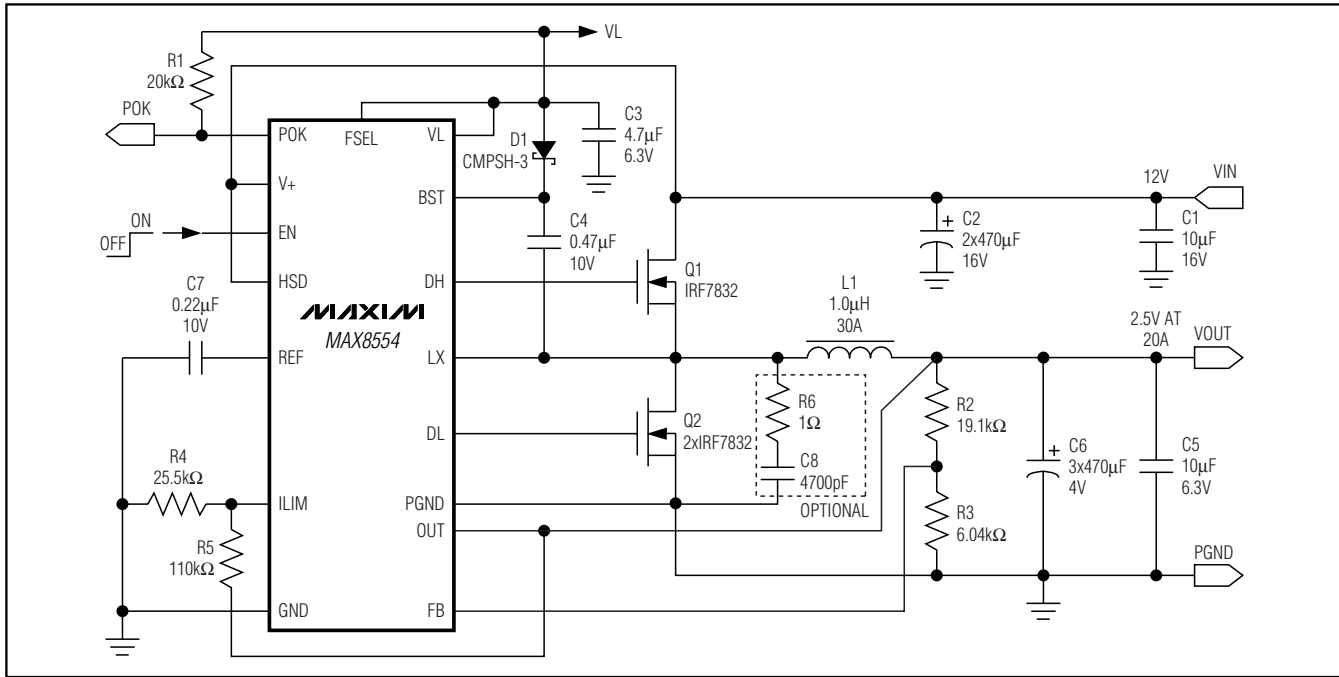 VL
R1
20kΩ
POK
POK
FSEL
VL
D1
CMPSH-3
C3
4.7μF
6.3V
V+
BST
12V
VIN
ON
OFF
EN
C4
0.47μF
10V
C2
2x470μF
16V
C1
10μF
16V
HSD
DH
Q1
IRF7832
C7
0.22μF
10V
MAXIM
MAX8554
L1
1.0μH
30A
2.5V AT
20A
VOUT
REF
LX
R6
1Ω
R2
19.1kΩ
DL
Q2
2xIRF7832
C8
4700pF
OPTIONAL
C6
3x470μF
4V
C5
10μF
6.3V
R4
25.5kΩ
ILIM
PGND
OUT
R3
6.04kΩ
R5
110kΩ
PGND
GND
FB